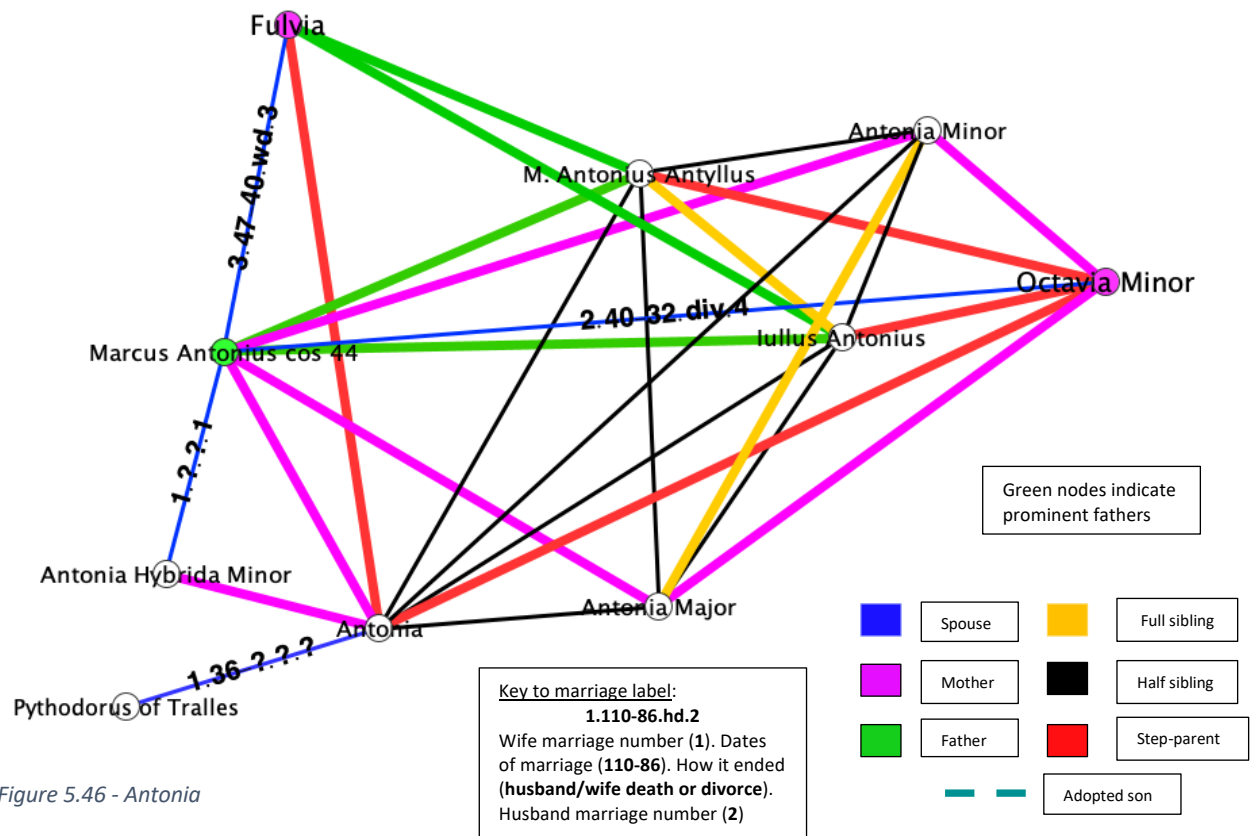 Fulvia
Antonia Minor
M. Antonius Antyllus
3.47 40.wd.3
Octavia Minor
2.40 32.div.4
Iullus Antonius
Marcus Antonius cos 44
1.?.?.1
Green nodes indicate
prominent fathers
Antonia Hybrida Minor
Antonia Major
Antonia
1.36 ?.?.?
Pythodorus of Tralles
Spouse
Full sibling
Mother
Half sibling
Father
Step-parent
Adopted son
Key to marriage label:
1.110-86.hd.2
Wife marriage number (1). Dates
of marriage (110-86). How it ended
(husband/wife death or divorce).
Husband marriage number (2)
Figure 5.46 - Antonia